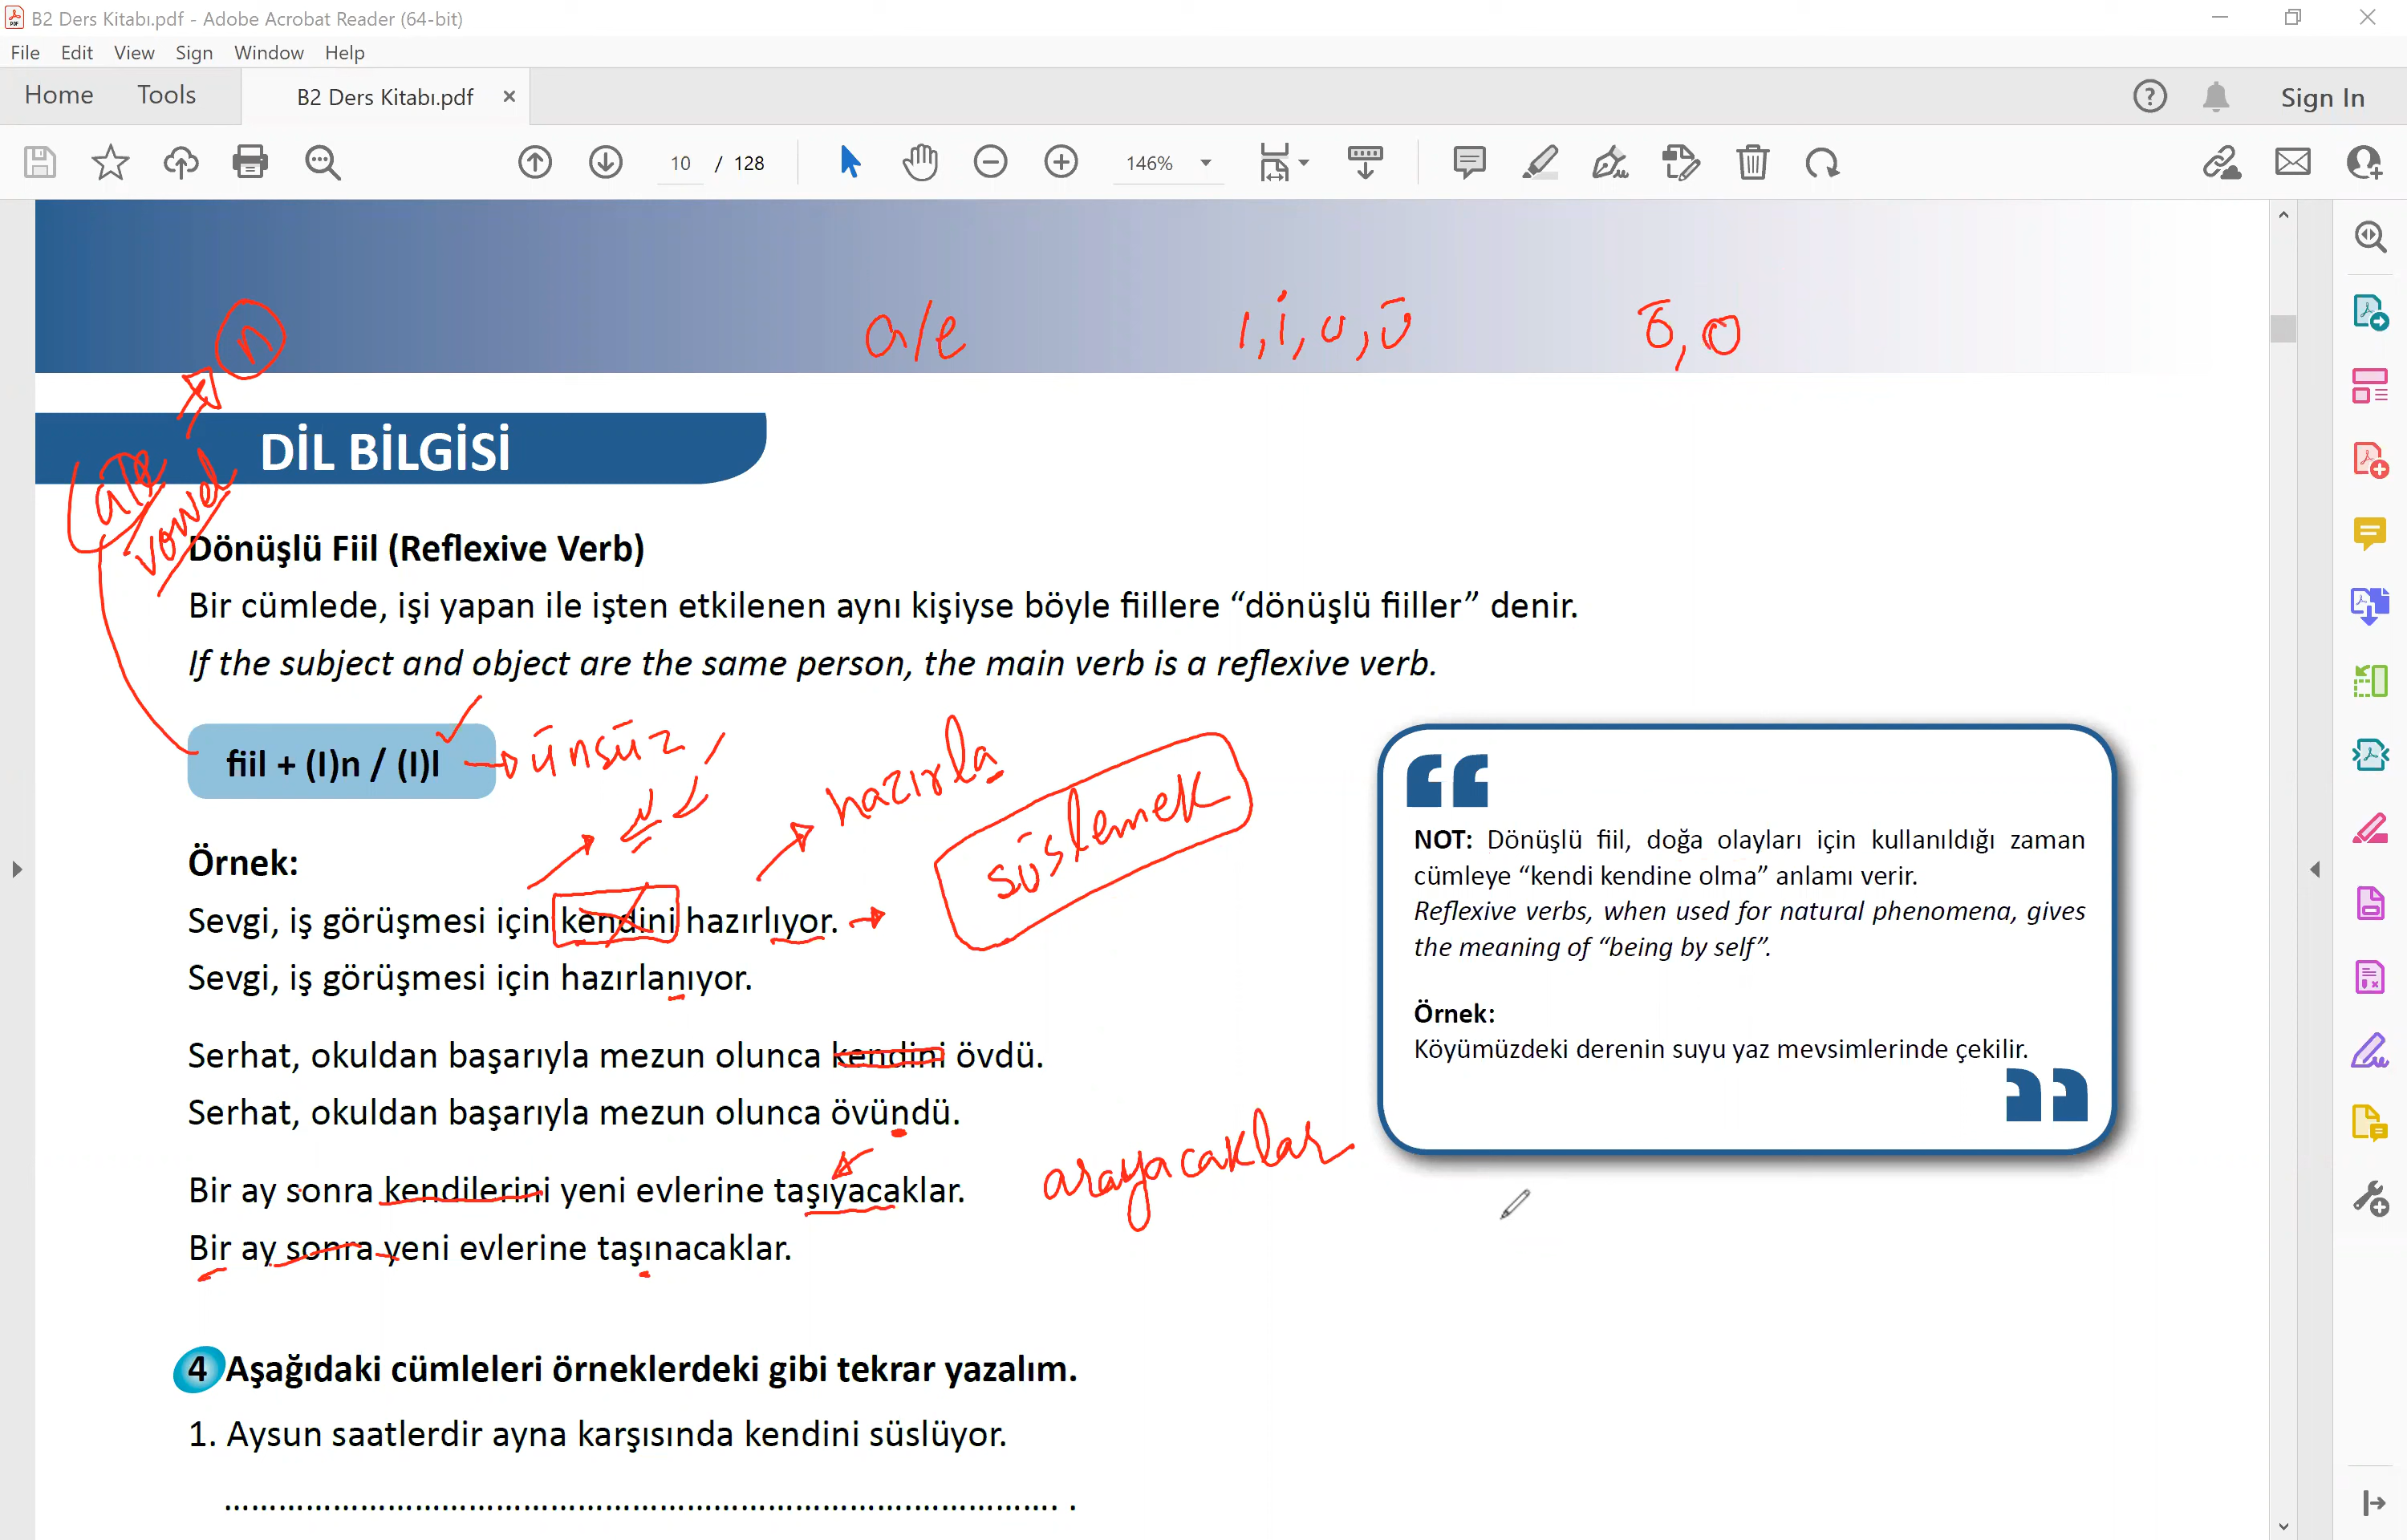 B2 Ders Kitabı.pdf - Adobe Acrobat Reader (64-bit)
File Edit View Sign Window Help
Home Tools B2 Ders Kitabı.pdf × Sign In
10 / 128 146%
n a/e ı, i, u, ü ö, o
DİL BİLGİSİ
a/e
vowel
Dönüşlü Fiil (Reflexive Verb)
Bir cümlede, işi yapan ile işten etkilenen aynı kişiyse böyle fiillere “dönüşlü fiiller” denir.
If the subject and object are the same person, the main verb is a reflexive verb.
fiil + (I)n / (I)l
ünsüz
hazırla
süslemek
Örnek:
Sevgi, iş görüşmesi için kendini hazırlıyor.
Sevgi, iş görüşmesi için hazırlanıyor.
Serhat, okuldan başarıyla mezun olunca kendini övdü.
Serhat, okuldan başarıyla mezun olunca övündü.
Bir ay sonra kendilerini yeni evlerine taşıyacaklar.
arayacaklar
Bir ay sonra yeni evlerine taşınacaklar.
NOT: Dönüşlü fiil, doğa olayları için kullanıldığı zaman
cümleye “kendi kendine olma” anlamı verir.
Reflexive verbs, when used for natural phenomena, gives
the meaning of “being by self”.
Örnek:
Köyümüzdeki derenin suyu yaz mevsimlerinde çekilir.
4 Aşağıdaki cümleleri örneklerdeki gibi tekrar yazalım.
1. Aysun saatlerdir ayna karşısında kendini süslüyor.